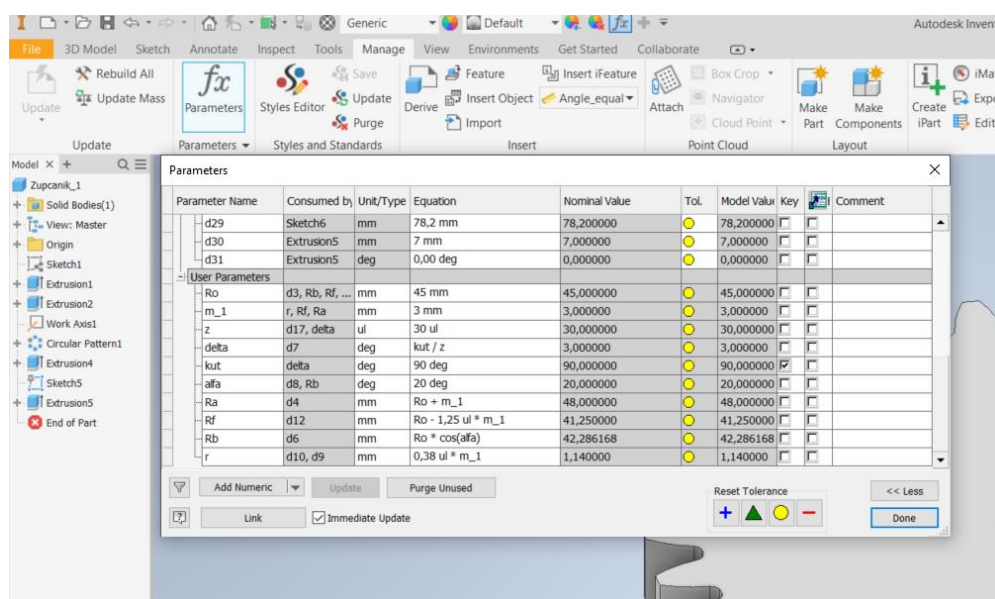 Generic Default fx Autodesk Inven
File 3D Model Sketch Annotate Inspect Tools Manage View Environments Get Started Collaborate
Update Rebuild All Update Mass
fx Parameters
Styles Editor Save Update Purge
Derive Feature Insert Object Import Insert iFeature Angle_equal
Attach Box Crop Navigator Cloud Point
Make Part Make Components
Create iPart iMa Expo Edit
Update Parameters Styles and Standards Insert Point Cloud Layout
Model
Zupcanik_1
Solid Bodies(1)
View: Master
Origin
Sketch1
Extrusion1
Extrusion2
Work Axis1
Circular Pattern1
Extrusion4
Sketch5
Extrusion5
End of Part
Parameters
Parameter Name Consumed by Unit/Type Equation Nominal Value Tol. Model Value Key Comment
d29 Sketch6 mm 78,2 mm 78,200000 78,200000
d30 Extrusion5 mm 7 mm 7,000000 7,000000
d31 Extrusion5 deg 0,00 deg 0,000000 0,000000
User Parameters
Ro d3, Rb, Rf, ... mm 45 mm 45,000000 45,000000
m_1 r, Rf, Ra mm 3 mm 3,000000 3,000000
z d17, delta ul 30 ul 30,000000 30,000000
delta d7 deg kut / z 3,000000 3,000000
kut delta deg 90 deg 90,000000 90,000000
alfa d8, Rb deg 20 deg 20,000000 20,000000
Ra d4 mm Ro + m_1 48,000000 48,000000
Rf d12 mm Ro - 1,25 ul * m_1 41,250000 41,250000
Rb d6 mm Ro * cos(alfa) 42,286168 42,286168
r d10, d9 mm 0,38 ul * m_1 1,140000 1,140000
Add Numeric Update Purge Unused Reset Tolerance << Less
Link Immediate Update Done